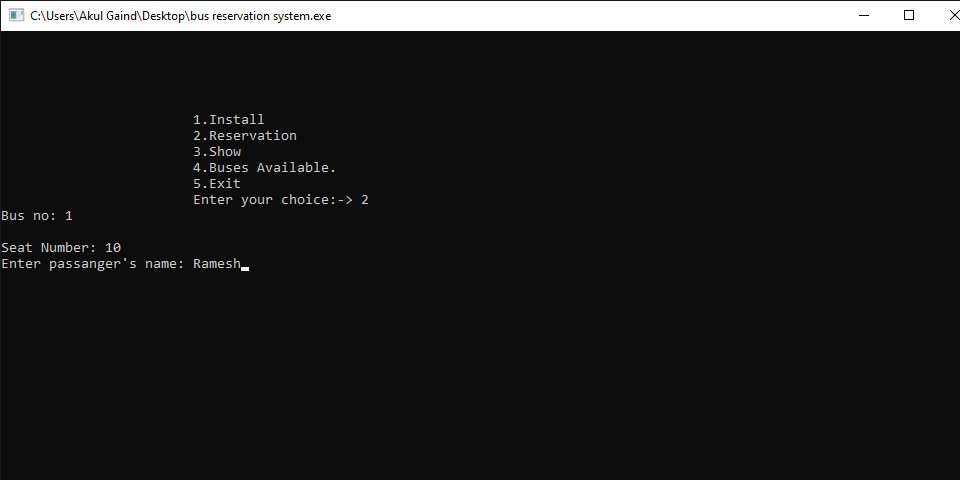 C:\Users\Akul Gaind\Desktop\bus reservation system.exe
1.Install
2.Reservation
3.Show
4.Buses Available.
5.Exit
Enter your choice:-> 2
Bus no: 1
Seat Number: 10
Enter passanger's name: Ramesh